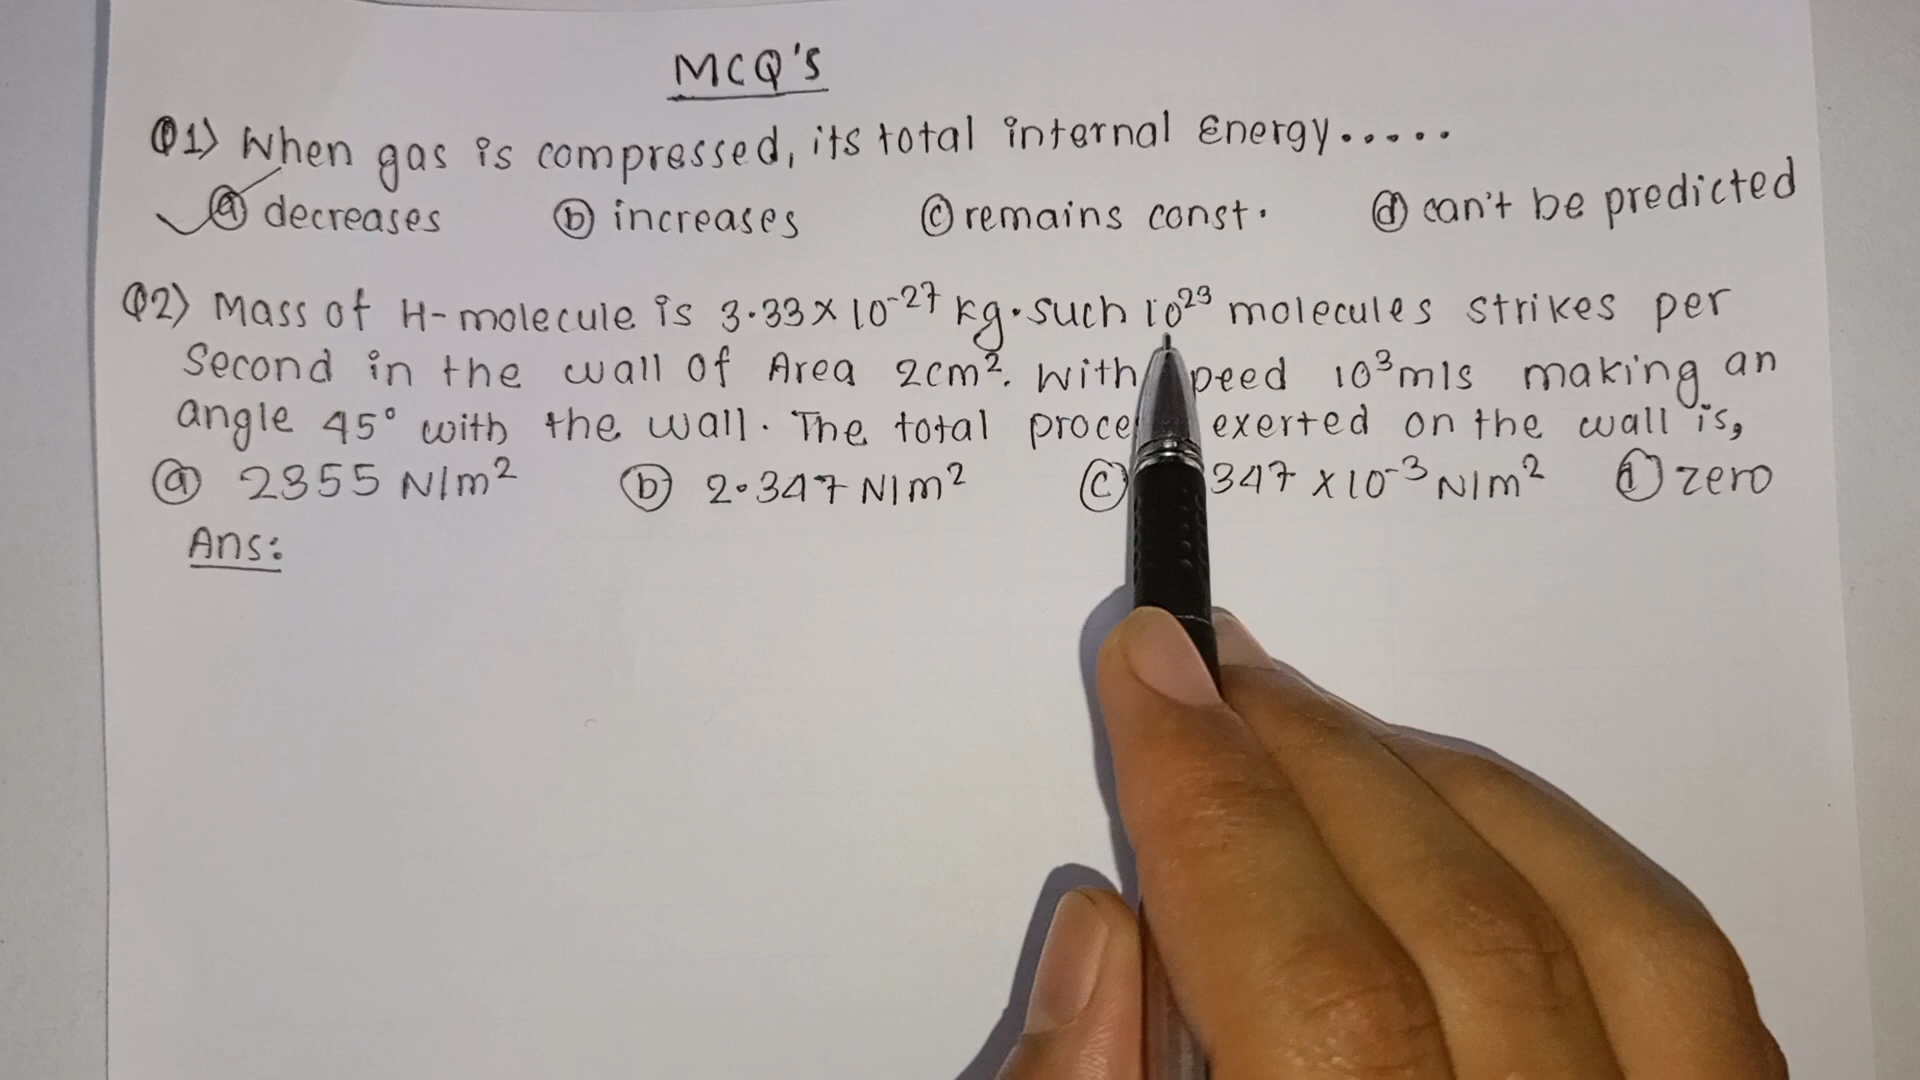 MCQ'S
Q1) When gas is compressed, its total internal Energy.....
ⓐ decreases ⓑ increases ⓒ remains const. ⓓ can't be predicted
Q2) Mass of H-molecule is 3.33 x 10⁻²⁷ kg. such 10²³ molecules strikes per
Second in the wall of Area 2cm². With peed 10³m/s making an
angle 45° with the wall. The total proce exerted on the wall is,
ⓐ 2355 N/m² ⓑ 2.347 N/m² ⓒ 347 x 10⁻³ N/m² ⓓ zero
Ans: